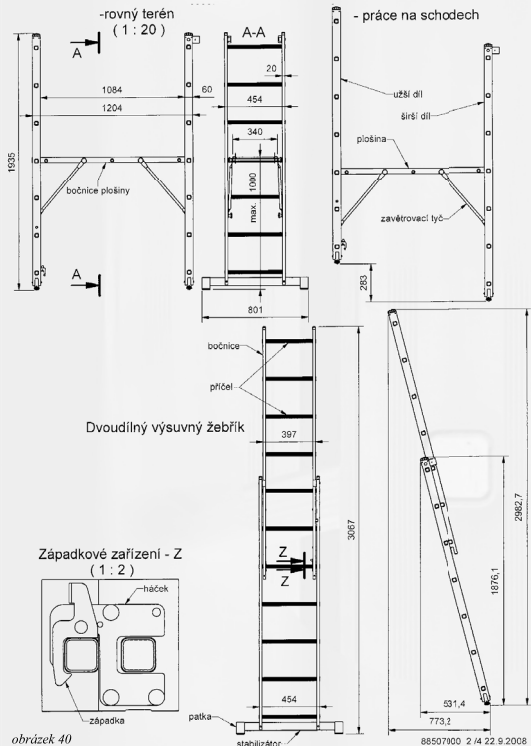 -rovný terén
( 1 : 20 )
A
1084
1204
60
1935
bočnice plošiny
A
A-A
20
454
340
1000
max.
801
- práce na schodech
užší díl
širší díl
plošina
zavětrovací tyč
283
bočnice
příčel
Dvoudílný výsuvný žebřík
397
3067
Z
Z
454
patka
stabilizátor
2982,7
1876,1
531,4
773,2
Západkové zařízení - Z
( 1 : 2 )
háček
západka
obrázek 40
88507000 2 /4 22.9.2008